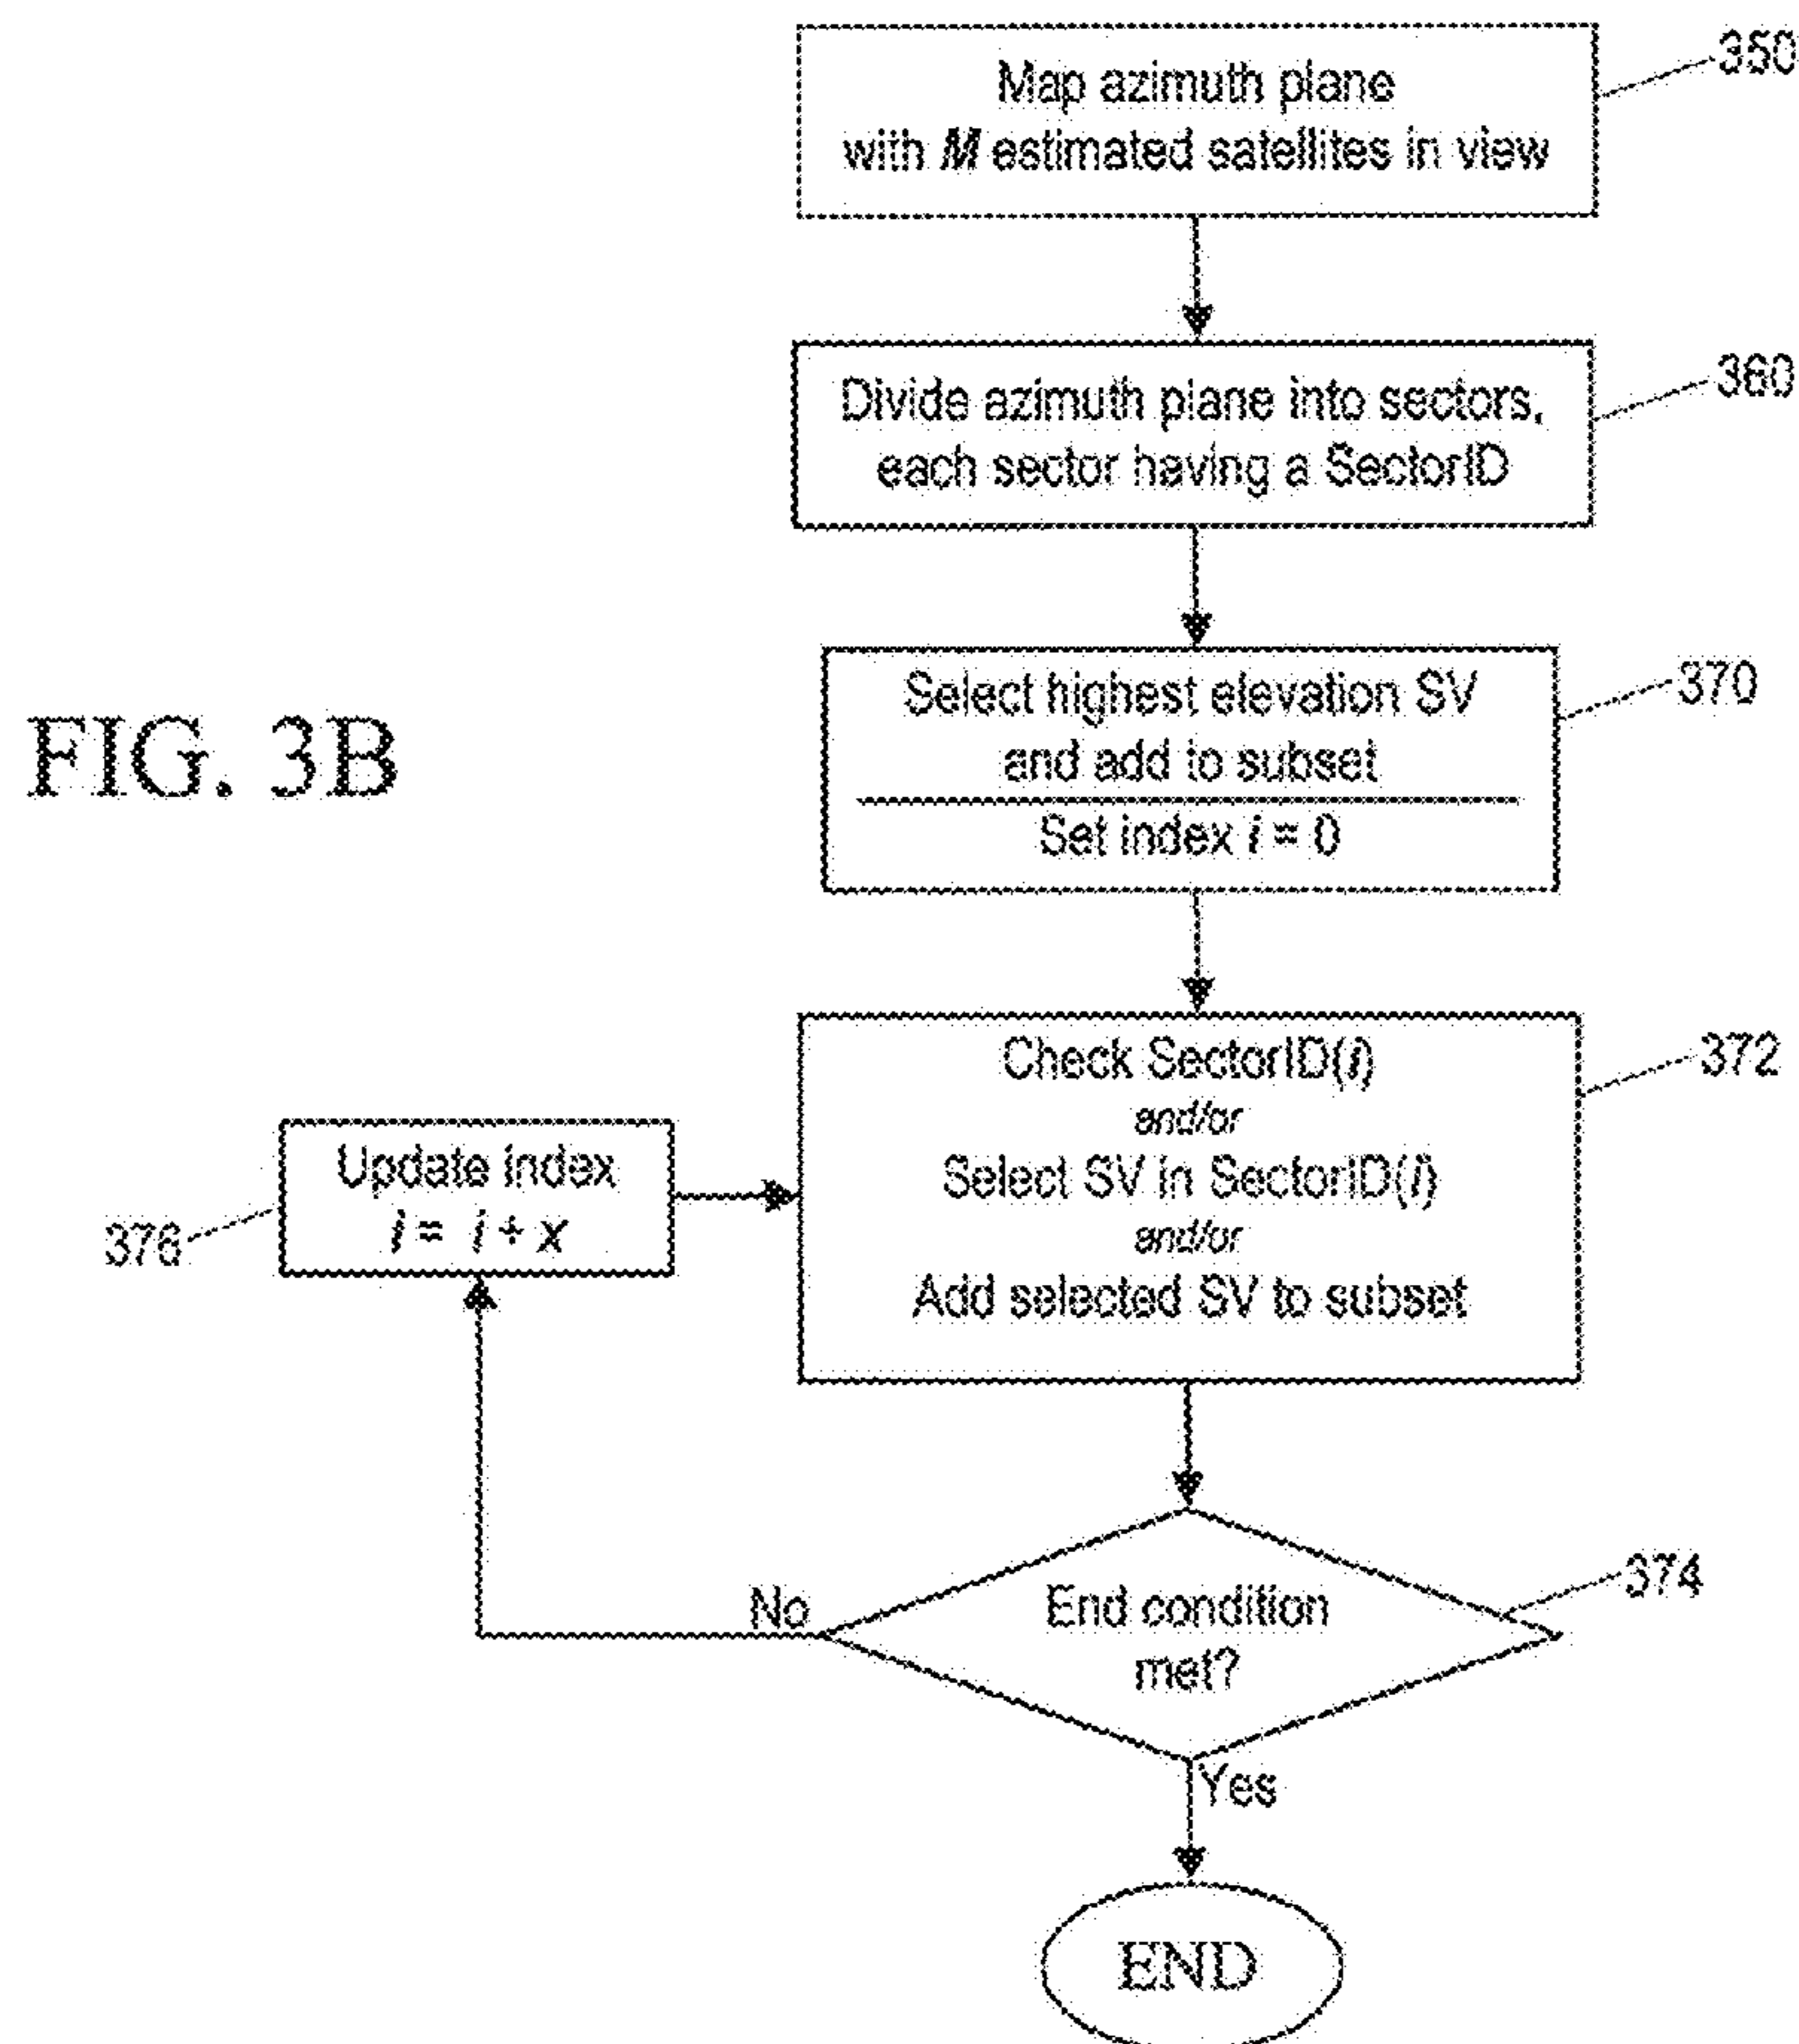 350
Map azimuth plane
with M estimated satellites in view
360
Divide azimuth plane into sectors,
each sector having a SectorID
370
Select highest elevation SV
and add to subset
Set index i = 0
FIG. 3B
372
Check SectorID(i)
and/or
Select SV in SectorID(i)
and/or
Add selected SV to subset
Update index
i = i + x
376
374
End condition
met?
No
Yes
END